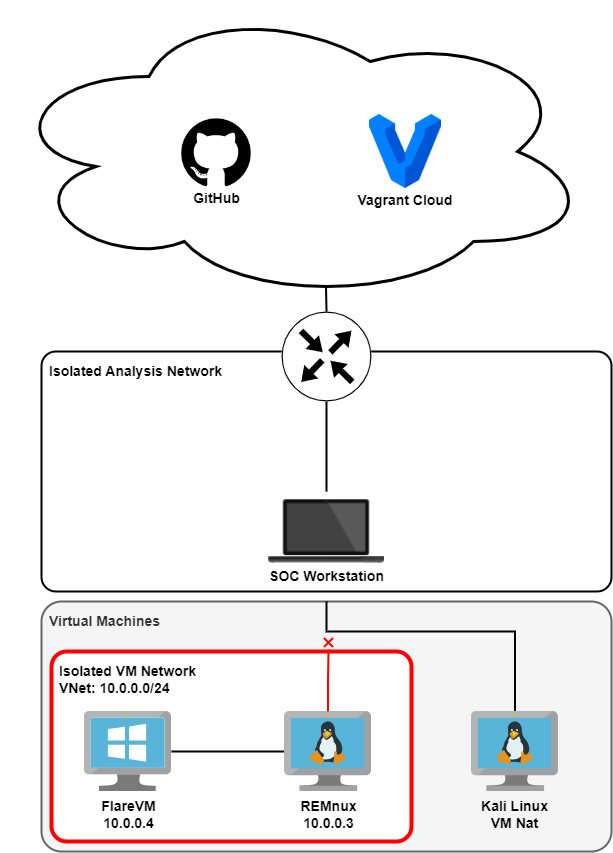 GitHub
Vagrant Cloud
Isolated Analysis Network
SOC Workstation
Virtual Machines
Isolated VM Network
VNet: 10.0.0.0/24
FlareVM
10.0.0.4
REMnux
10.0.0.3
Kali Linux
VM Nat